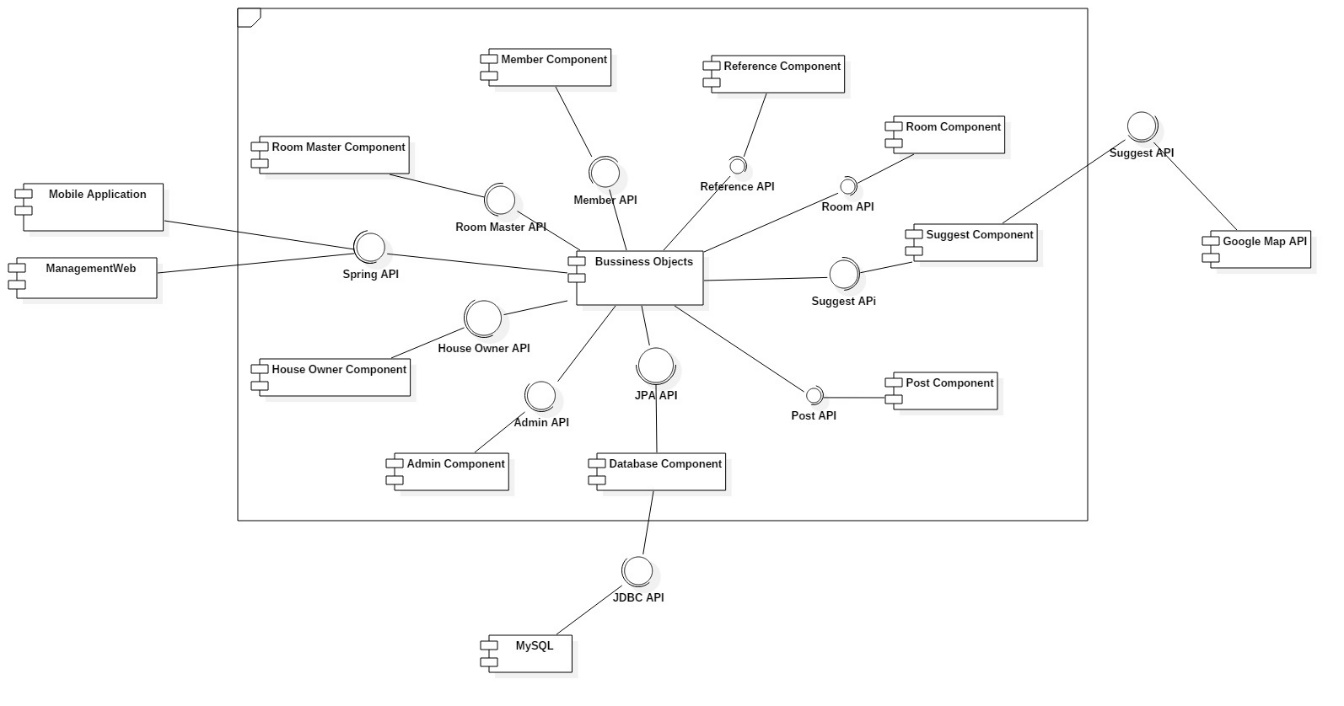 Member Component
Reference Component
Room Component
Suggest API
Room Master Component
Member API
Reference API
Room API
Mobile Application
Room Master API
Suggest Component
Google Map API
ManagementWeb
Spring API
Bussiness Objects
Suggest APi
House Owner API
House Owner Component
JPA API
Post Component
Admin API
Post API
Admin Component
Database Component
JDBC API
MySQL